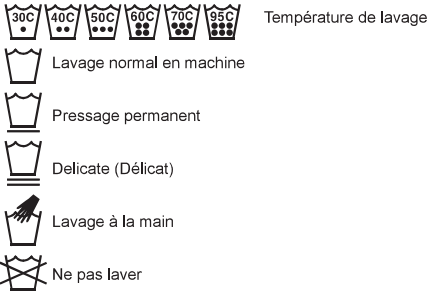 30C 40C 50C 60C 70C 95C Température de lavage
Lavage normal en machine
Pressage permanent
Delicate (Délicat)
Lavage à la main
Ne pas laver